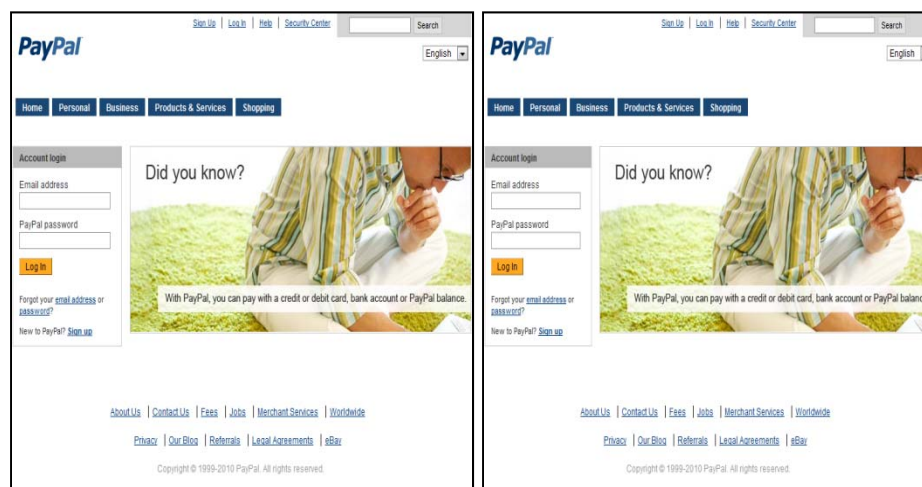 Sign Up | Log In | Help | Security Center Search
PayPal
English
Home Personal Business Products & Services Shopping
Account login
Email address
PayPal password
Log In
Forgot your email address or
password?
New to PayPal? Sign up
Did you know?
With PayPal, you can pay with a credit or debit card, bank account or PayPal balance.
About Us | Contact Us | Fees | Jobs | Merchant Services | Worldwide
Privacy | Our Blog | Referrals | Legal Agreements | eBay
Copyright © 1999-2010 PayPal. All rights reserved.
Sign Up | Log In | Help | Security Center Search
PayPal
English
Home Personal Business Products & Services Shopping
Account login
Email address
PayPal password
Log In
Forgot your email address or
password?
New to PayPal? Sign up
Did you know?
With PayPal, you can pay with a credit or debit card, bank account or PayPal balanc
About Us | Contact Us | Fees | Jobs | Merchant Services | Worldwide
Privacy | Our Blog | Referrals | Legal Agreements | eBay
Copyright © 1999-2010 PayPal. All rights reserved.